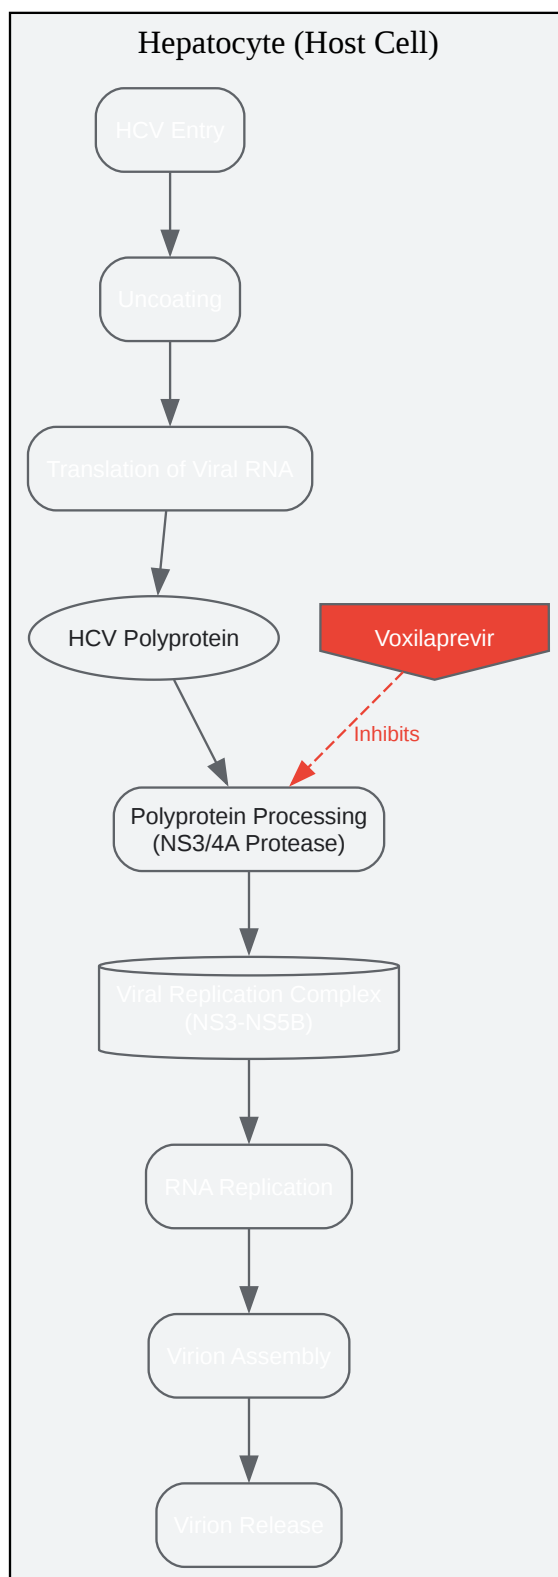 Hepatocyte (Host Cell)
HCV Entry
Uncoating
Translation of Viral RNA
HCV Polyprotein
Voxilaprevir
Inhibits
Polyprotein Processing
(NS3/4A Protease)
Viral Replication Complex
(NS3-NS5B)
RNA Replication
Virion Assembly
Virion Release